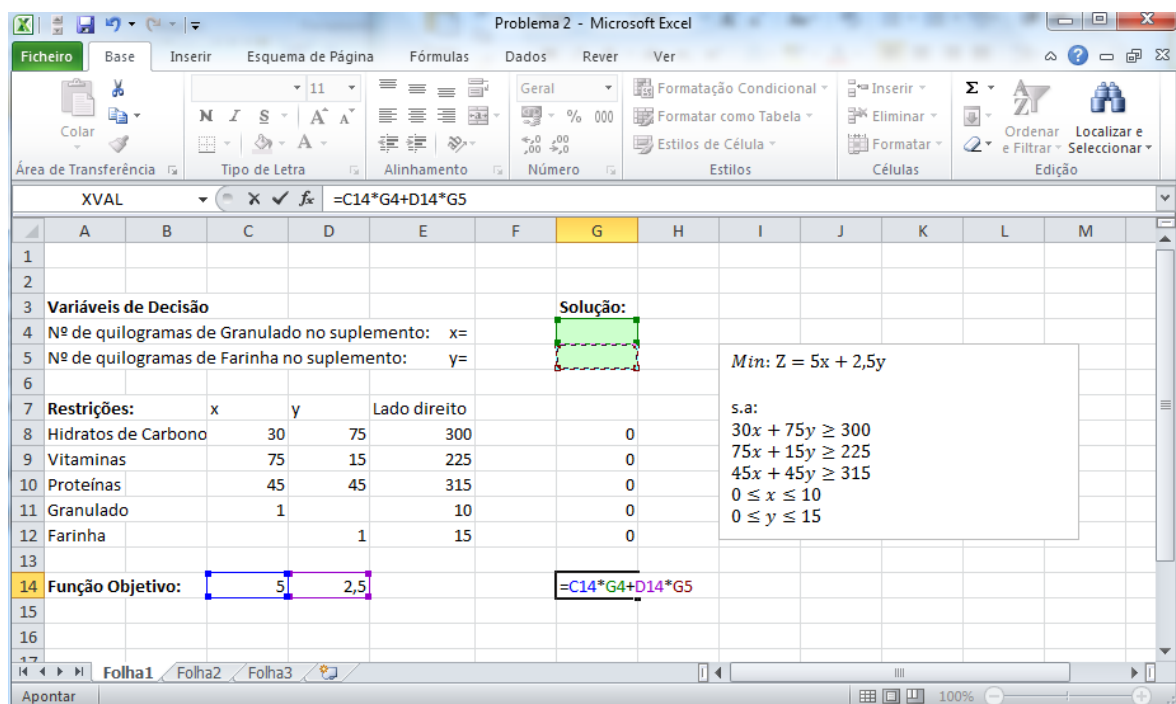 Problema 2 - Microsoft Excel
Ficheiro Base Inserir Esquema de Página Fórmulas Dados Rever Ver
Colar
Área de Transferência
11
N I S A A
A
Tipo de Letra
Alinhamento
Geral
% 000
,00 ,0
Número
Formatação Condicional
Formatar como Tabela
Estilos de Célula
Estilos
Inserir
Eliminar
Formatar
Células
Σ
Ordenar e Filtrar
Localizar e Seleccionar
Edição
XVAL fx =C14*G4+D14*G5
A B C D E F G H I J K L M
1
2
3 Variáveis de Decisão Solução:
4 Nº de quilogramas de Granulado no suplemento: x=
5 Nº de quilogramas de Farinha no suplemento: y=
6
7 Restrições: x y Lado direito
8 Hidratos de Carbono 30 75 300 0
9 Vitaminas 75 15 225 0
10 Proteínas 45 45 315 0
11 Granulado 1 10 0
12 Farinha 1 15 0
13
14 Função Objetivo: 5 2,5 =C14*G4+D14*G5
15
16
17
Min: Z = 5x + 2,5y
s.a:
30x + 75y ≥ 300
75x + 15y ≥ 225
45x + 45y ≥ 315
0 ≤ x ≤ 10
0 ≤ y ≤ 15
Folha1 Folha2 Folha3
Apontar 100%